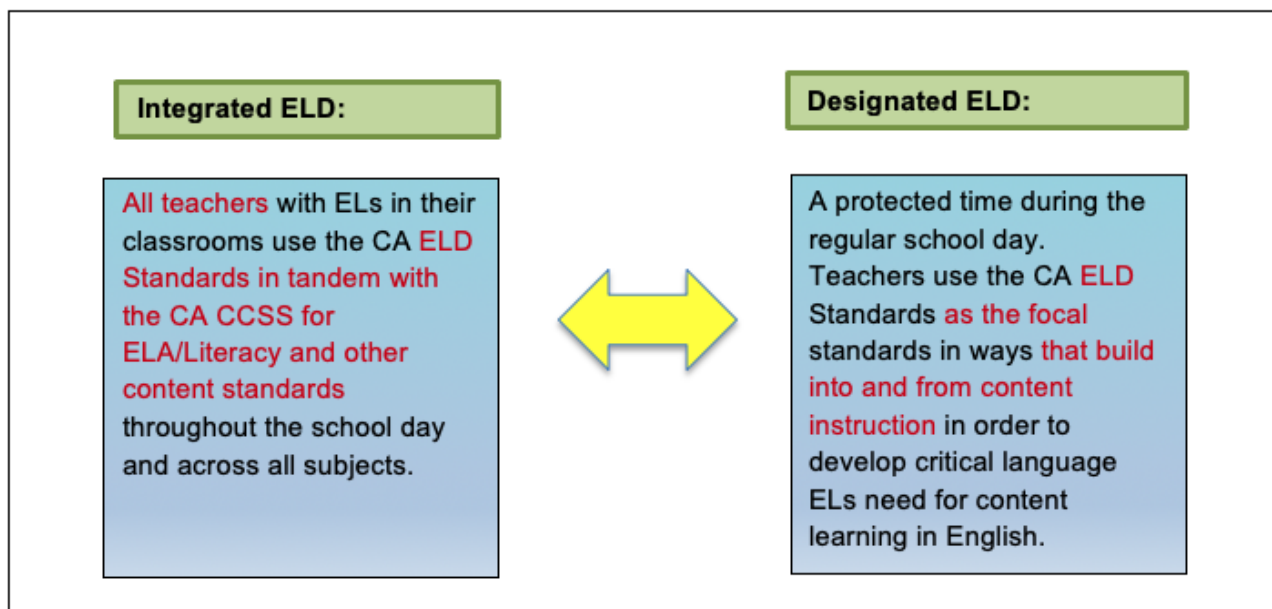 Integrated ELD:
All teachers with ELs in their
classrooms use the CA ELD
Standards in tandem with
the CA CCSS for
ELA/Literacy and other
content standards
throughout the school day
and across all subjects.
Designated ELD:
A protected time during the
regular school day.
Teachers use the CA ELD
Standards as the focal
standards in ways that build
into and from content
instruction in order to
develop critical language
ELs need for content
learning in English.